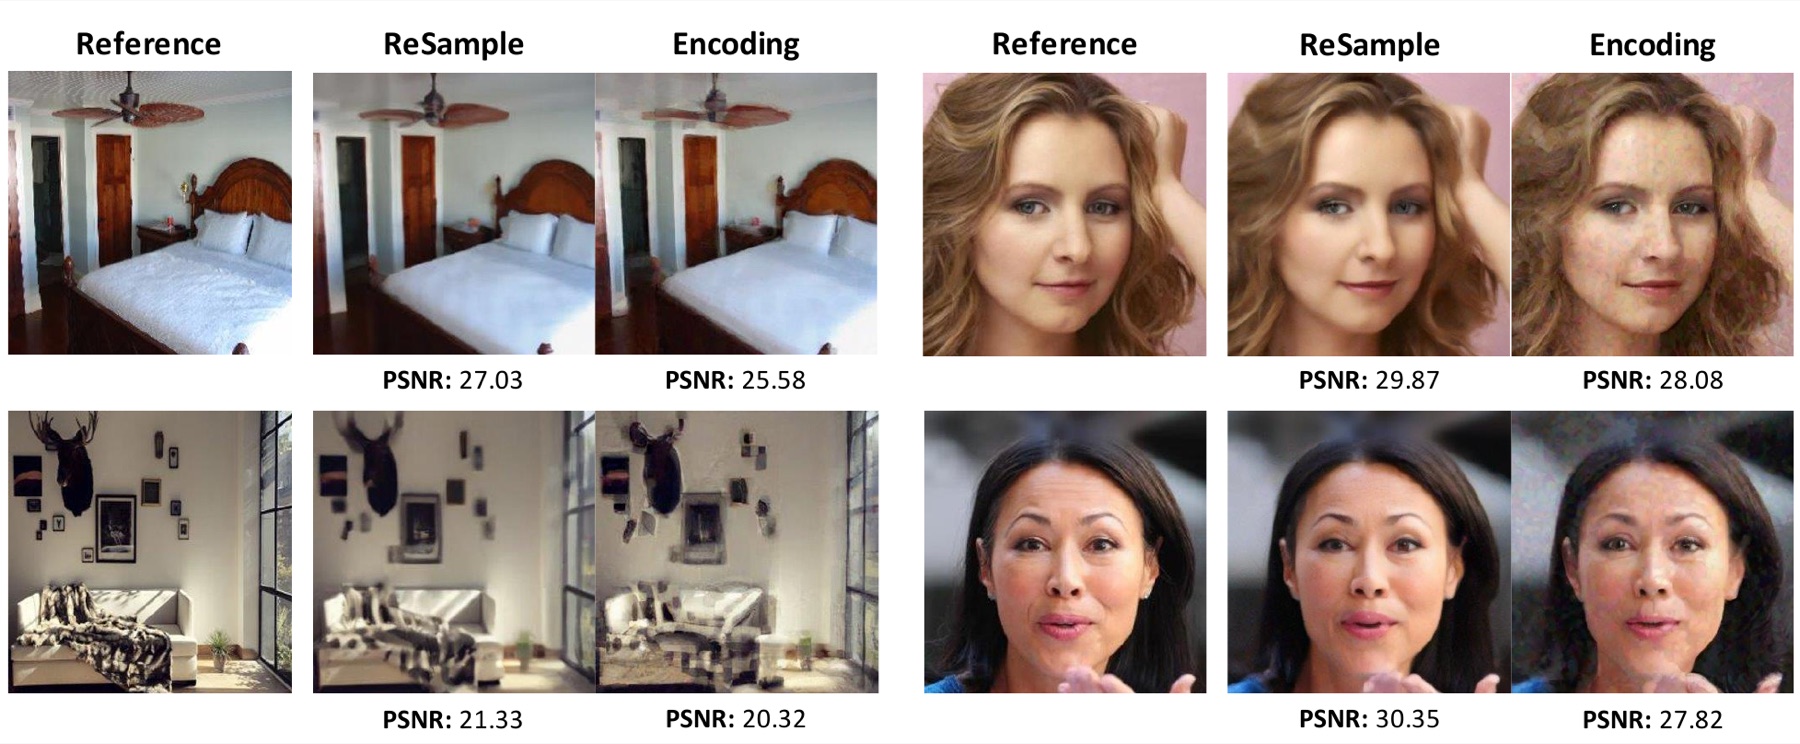 Reference ReSample Encoding Reference ReSample Encoding
PSNR: 27.03 PSNR: 25.58 PSNR: 29.87 PSNR: 28.08
PSNR: 21.33 PSNR: 20.32 PSNR: 30.35 PSNR: 27.82